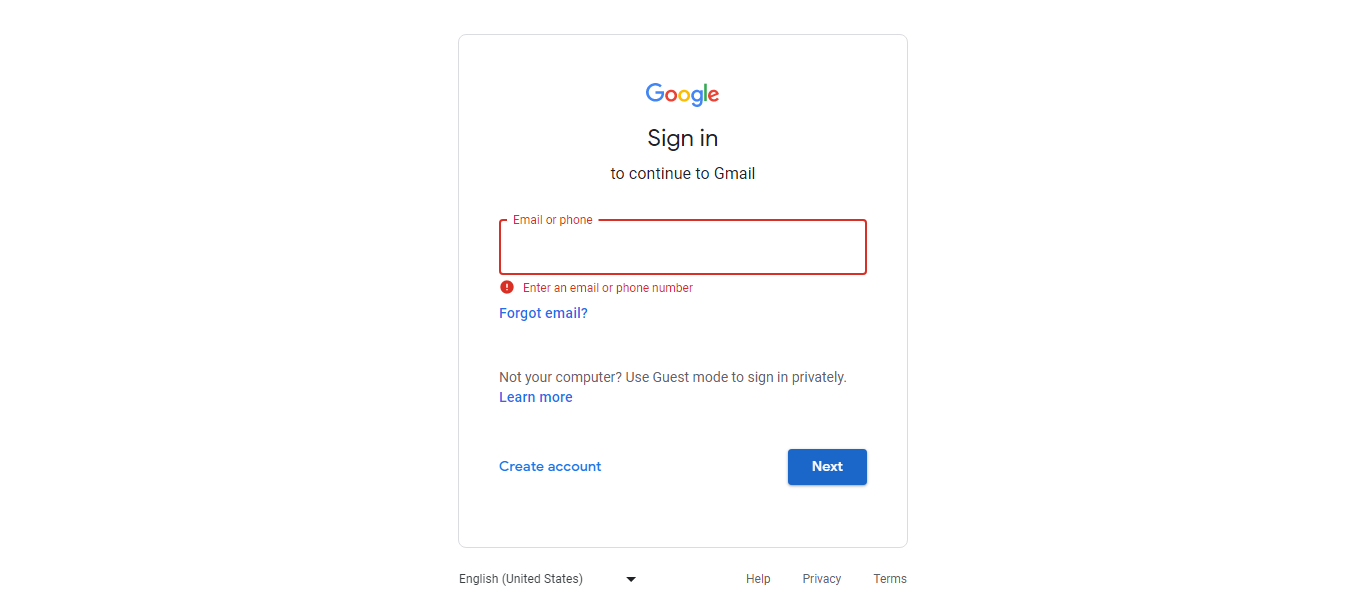 Google
Sign in
to continue to Gmail
Email or phone
Enter an email or phone number
Forgot email?
Not your computer? Use Guest mode to sign in privately.
Learn more
Create account
Next
English (United States)
Help
Privacy
Terms